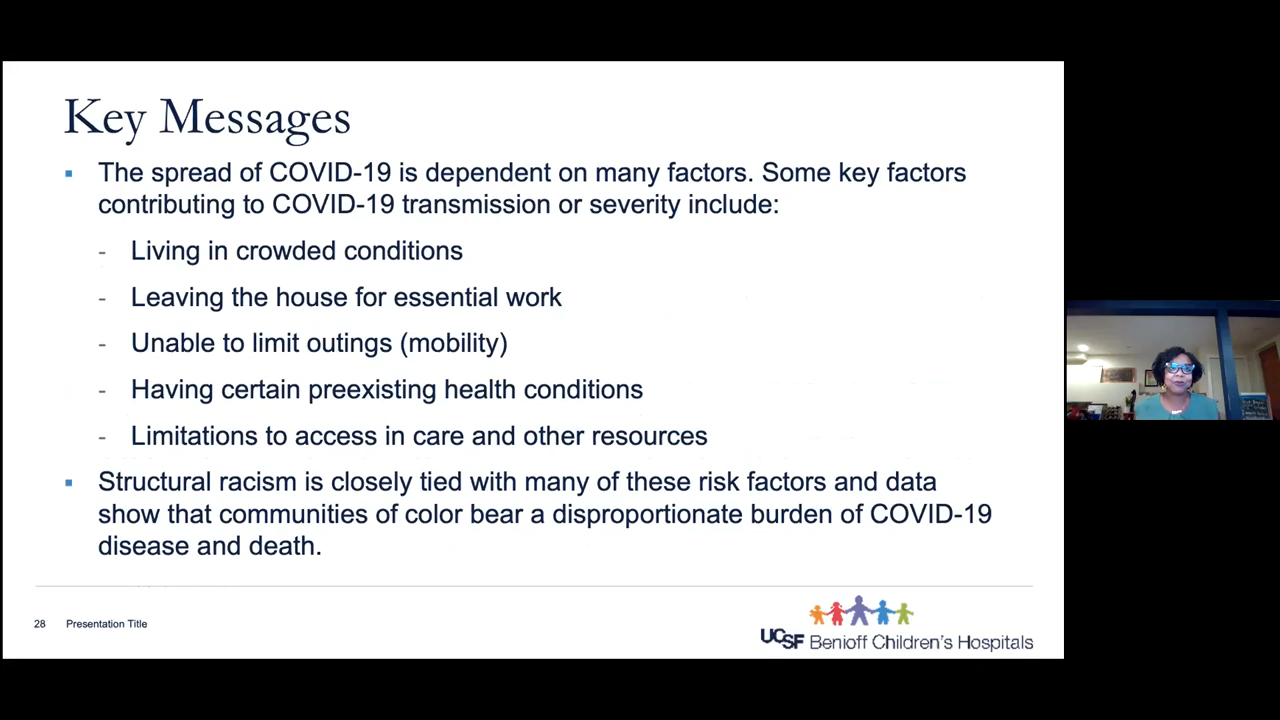 Key Messages
▪ The spread of COVID-19 is dependent on many factors. Some key factors
contributing to COVID-19 transmission or severity include:
- Living in crowded conditions
- Leaving the house for essential work
- Unable to limit outings (mobility)
- Having certain preexisting health conditions
- Limitations to access in care and other resources
▪ Structural racism is closely tied with many of these risk factors and data
show that communities of color bear a disproportionate burden of COVID-19
disease and death.
28 Presentation Title
UCSF Benioff Children's Hospitals